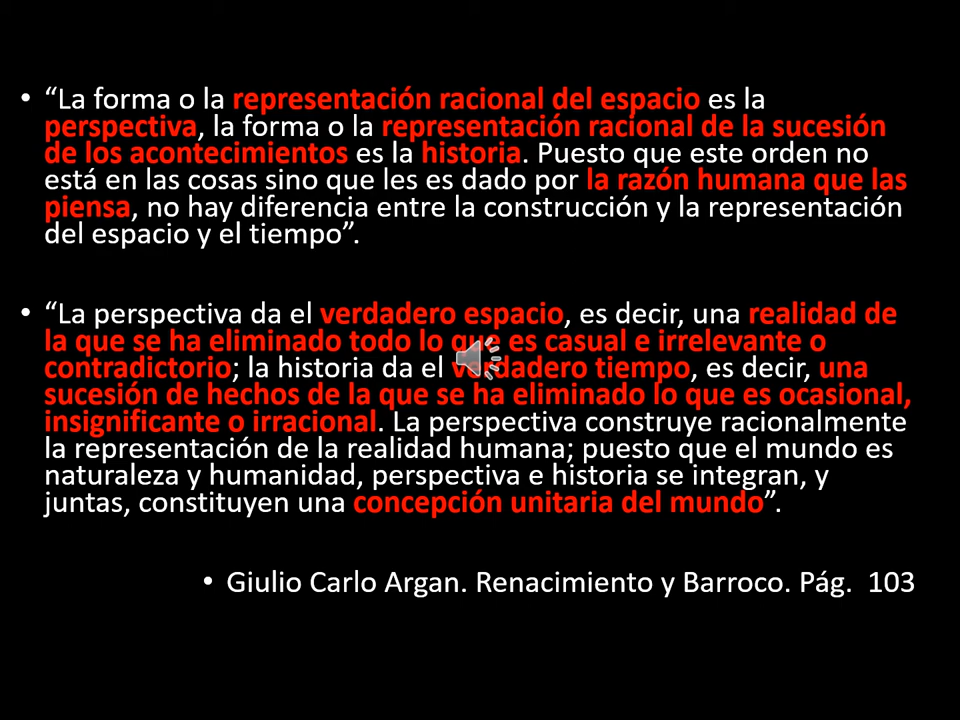 • “La forma o la representación racional del espacio es la
perspectiva, la forma o la representación racional de la sucesión
de los acontecimientos es la historia. Puesto que este orden no
está en las cosas sino que les es dado por la razón humana que las
piensa, no hay diferencia entre la construcción y la representación
del espacio y el tiempo”.
• “La perspectiva da el verdadero espacio, es decir, una realidad de
la que se ha eliminado todo lo que es casual e irrelevante o
contradictorio; la historia da el verdadero tiempo, es decir, una
sucesión de hechos de la que se ha eliminado lo que es ocasional,
insignificante o irracional. La perspectiva construye racionalmente
la representación de la realidad humana; puesto que el mundo es
naturaleza y humanidad, perspectiva e historia se integran, y
juntas, constituyen una concepción unitaria del mundo”.
• Giulio Carlo Argan. Renacimiento y Barroco. Pág. 103